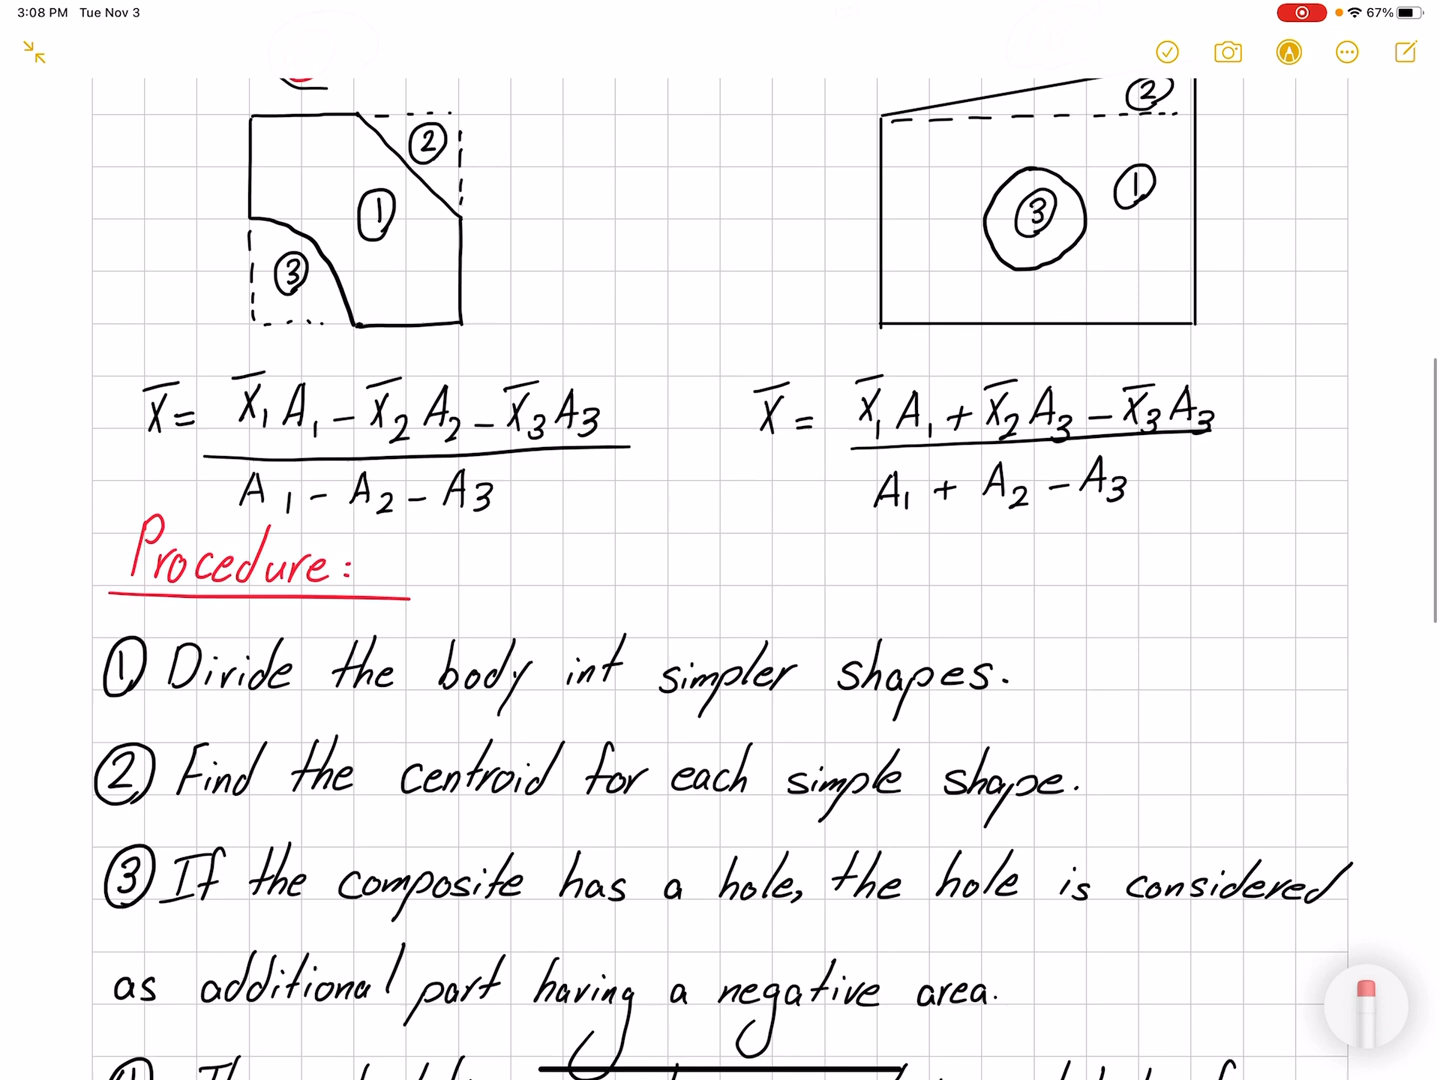 3:08 PM Tue Nov 3
67%
②
②
①
①
③
③
X̅ = X̅₁A₁ − X̅₂A₂ − X̅₃A₃
A₁ − A₂ − A₃
X̅ = X̅₁A₁ + X̅₂A₃ − X̅₃A₃
A₁ + A₂ − A₃
Procedure:
① Divide the body int simpler shapes.
② Find the centroid for each simple shape.
③ If the composite has a hole, the hole is considered
as additional part having a negative area.